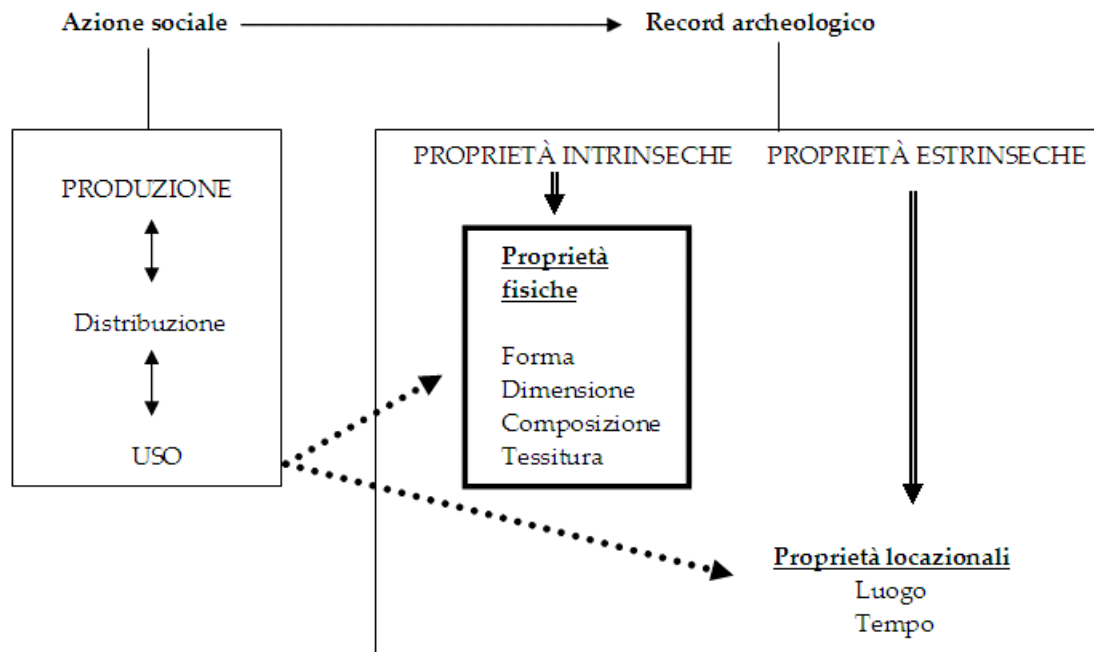 Azione sociale
Record archeologico
PRODUZIONE
Distribuzione
USO
PROPRIETÀ INTRINSECHE
Proprietà
fisiche
Forma
Dimensione
Composizione
Tessitura
PROPRIETÀ ESTRINSECHE
Proprietà locazionali
Luogo
Tempo